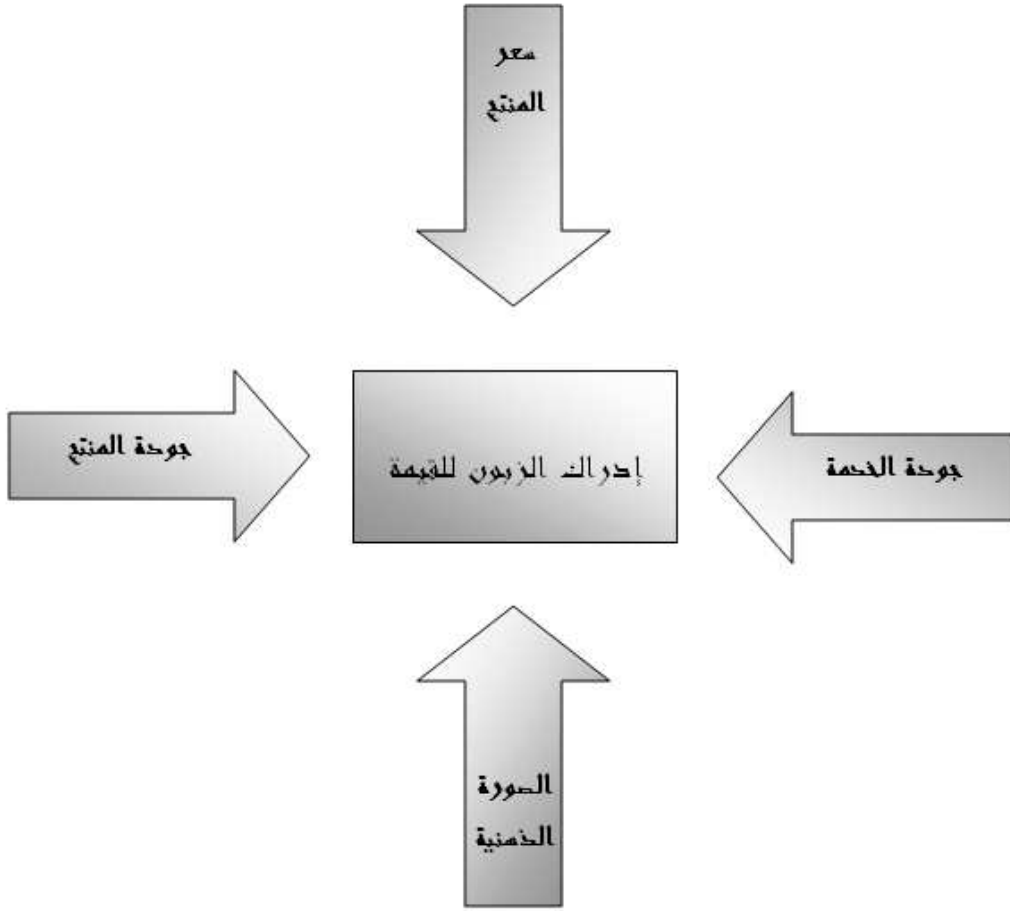 سعر
المنتج
جودة المنتج
إدراك الزبون للقيمة
جودة الخدمة
الصورة
الذهنية